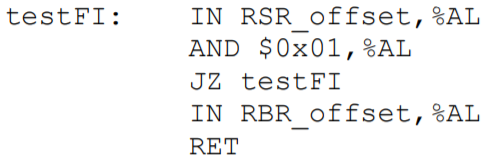 testFI: IN RSR_offset,%AL
AND $0x01,%AL
JZ testFI
IN RBR_offset,%AL
RET